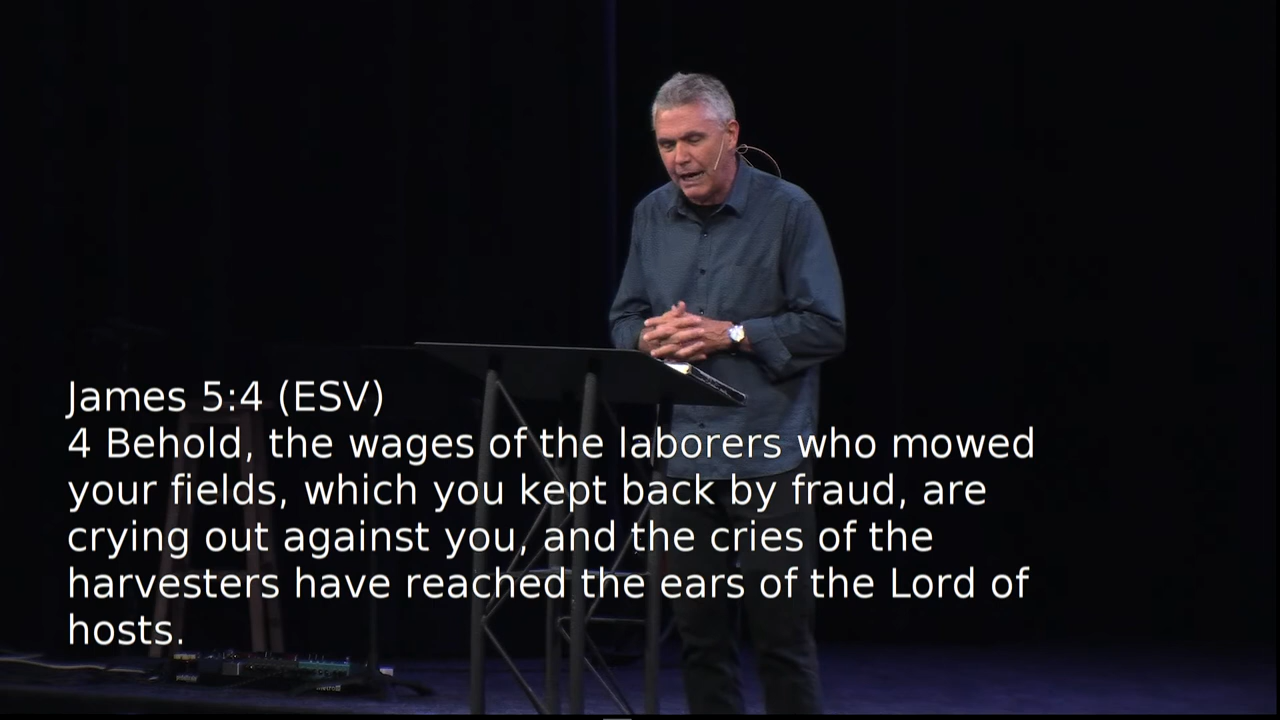 James 5:4 (ESV)
4 Behold, the wages of the laborers who mowed
your fields, which you kept back by fraud, are
crying out against you, and the cries of the
harvesters have reached the ears of the Lord of
hosts.